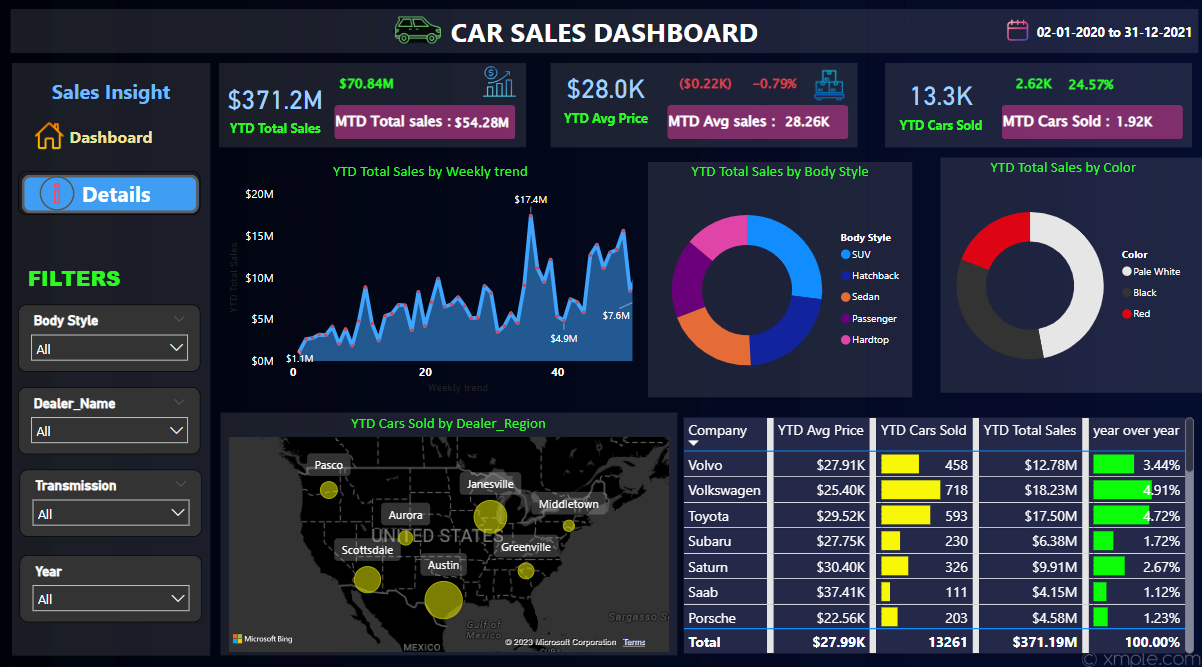 CAR SALES DASHBOARD
02-01-2020 to 31-12-2021
Sales Insight
Dashboard
Details
FILTERS
Body Style
All
Dealer_Name
All
Transmission
All
Year
All
$371.2M
YTD Total Sales
$70.84M
MTD Total sales : $54.28M
$28.0K
YTD Avg Price
($0.22K) -0.79%
MTD Avg sales : 28.26K
13.3K
YTD Cars Sold
2.62K 24.57%
MTD Cars Sold : 1.92K
YTD Total Sales by Weekly trend
YTD Total Sales
$20M
$15M
$10M
$5M
$0M
$17.4M
$1.1M
$4.9M
$7.6M
0 20 40
Weekly trend
YTD Total Sales by Body Style
Body Style
SUV
Hatchback
Sedan
Passenger
Hardtop
YTD Total Sales by Color
Color
Pale White
Black
Red
YTD Cars Sold by Dealer_Region
Pasco
Janesville
Middletown
Aurora
UNITED STATES
Scottsdale
Greenville
Austin
Gulf of
Mexico
Sargasso S
MEXICO
CUBA
Microsoft Bing
© 2023 Microsoft Corporation Terms
Company YTD Avg Price YTD Cars Sold YTD Total Sales year over year
Volvo $27.91K 458 $12.78M 3.44%
Volkswagen $25.40K 718 $18.23M 4.91%
Toyota $29.52K 593 $17.50M 4.72%
Subaru $27.75K 230 $6.38M 1.72%
Saturn $30.40K 326 $9.91M 2.67%
Saab $37.41K 111 $4.15M 1.12%
Porsche $22.56K 203 $4.58M 1.23%
Total $27.99K 13261 $371.19M 100.00%
© xmple.com